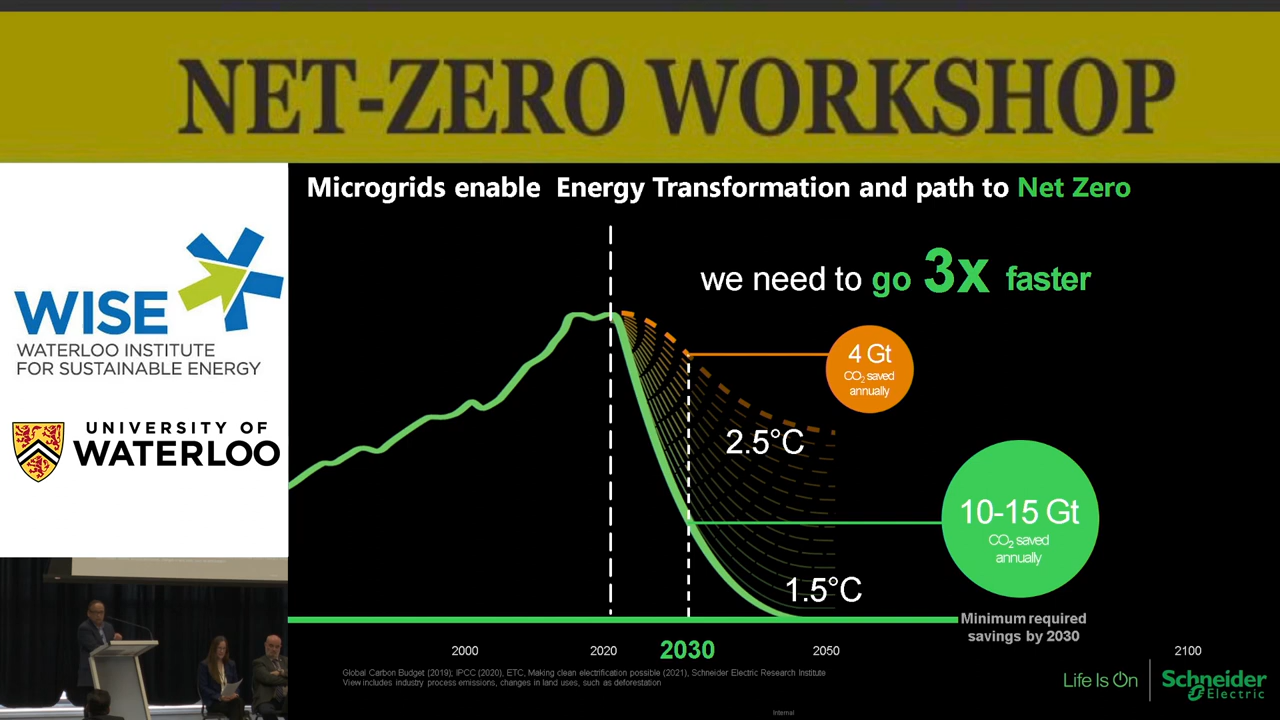 NET-ZERO WORKSHOP
Microgrids enable Energy Transformation and path to Net Zero
we need to go 3x faster
WISE
WATERLOO INSTITUTE
FOR SUSTAINABLE ENERGY
UNIVERSITY OF
WATERLOO
4 Gt
CO₂ saved
annually
2.5°C
10-15 Gt
CO₂ saved
annually
1.5°C
Minimum required
savings by 2030
2000 2020 2030 2050 2100
Global Carbon Budget (2019); IPCC (2020), ETC, Making clean electrification possible (2021), Schneider Electric Research Institute
View includes industry process emissions, changes in land uses, such as deforestation
Life Is On
Schneider
Electric
Internal